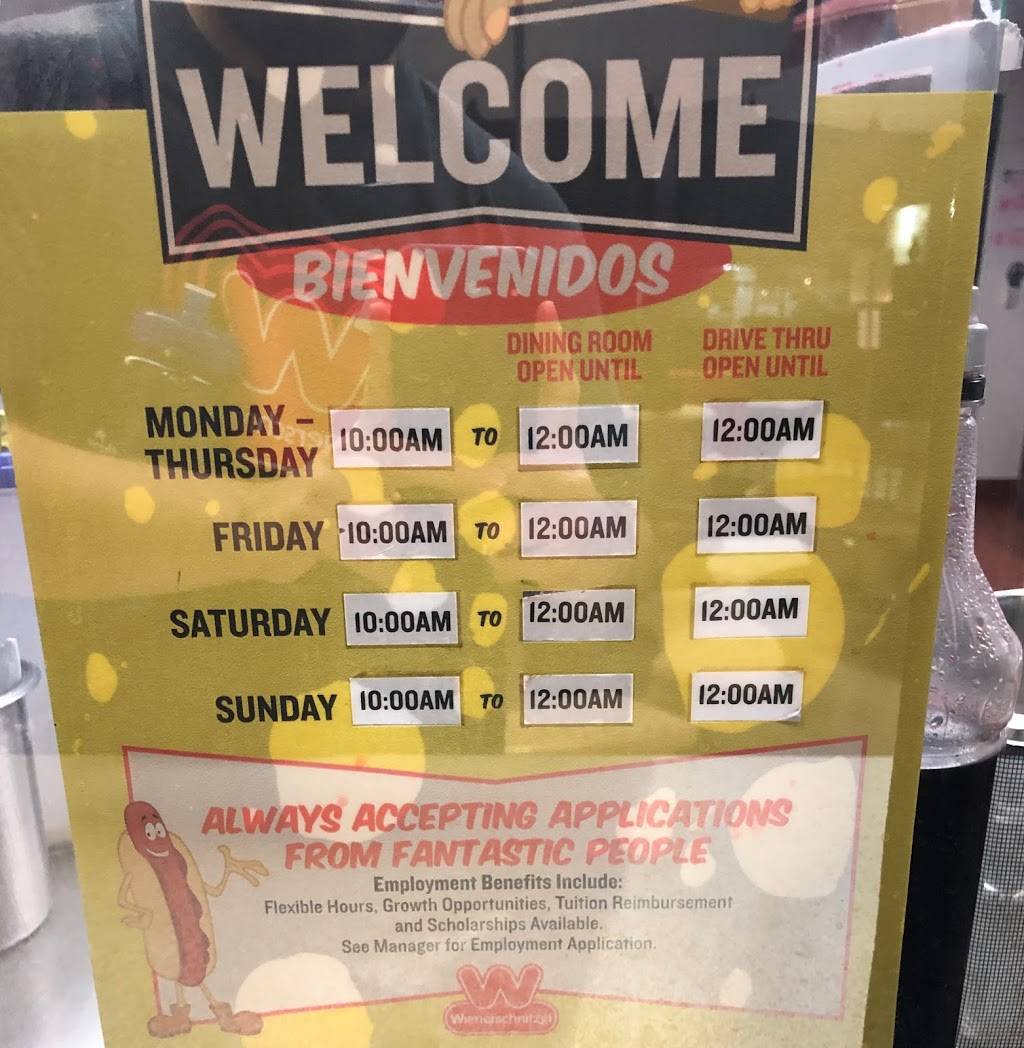 WELCOME
BIENVENIDOS
DINING ROOM
OPEN UNTIL
DRIVE THRU
OPEN UNTIL
MONDAY –
THURSDAY
10:00AM TO 12:00AM 12:00AM
FRIDAY 10:00AM TO 12:00AM 12:00AM
SATURDAY 10:00AM TO 12:00AM 12:00AM
SUNDAY 10:00AM TO 12:00AM 12:00AM
ALWAYS ACCEPTING APPLICATIONS
FROM FANTASTIC PEOPLE
Employment Benefits Include:
Flexible Hours, Growth Opportunities, Tuition Reimbursement
and Scholarships Available.
See Manager for Employment Application.
W
Wienerschnitzel